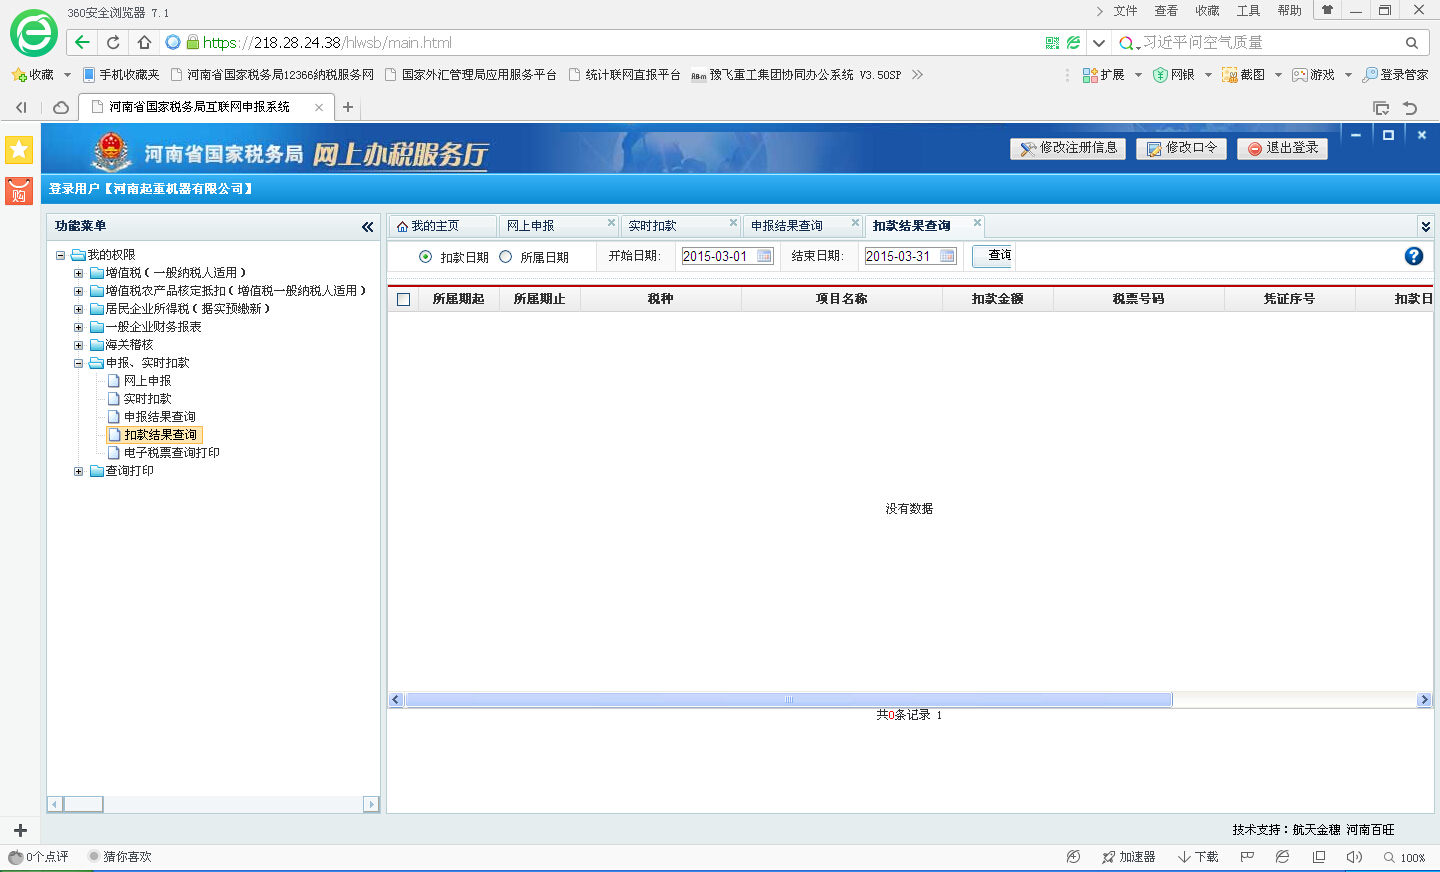 360安全浏览器 7.1
文件 查看 收藏 工具 帮助
https://218.28.24.38/hlwsb/main.html
习近平问空气质量
收藏 手机收藏夹 河南省国家税务局12366纳税服务网 国家外汇管理局应用服务平台 统计联网直报平台 豫飞重工集团协同办公系统 V3.50SP
扩展 网银 截图 游戏 登录管家
河南省国家税务局互联网申报系统
购
河南省国家税务局 网上办税服务厅
修改注册信息 修改口令 退出登录
登录用户【河南起重机器有限公司】
功能菜单
我的权限
增值税(一般纳税人适用)
增值税农产品核定抵扣(增值税一般纳税人适用)
居民企业所得税(据实预缴新)
一般企业财务报表
海关稽核
申报、实时扣款
网上申报
实时扣款
申报结果查询
扣款结果查询
电子税票查询打印
查询打印
我的主页 网上申报 实时扣款 申报结果查询 扣款结果查询
扣款日期 所属日期 开始日期: 2015-03-01 结束日期: 2015-03-31 查询
所属期起 所属期止 税种 项目名称 扣款金额 税票号码 凭证序号 扣款日
没有数据
共0条记录 1
技术支持：航天金穗 河南百旺
0个点评 猜你喜欢
加速器 下载 100%